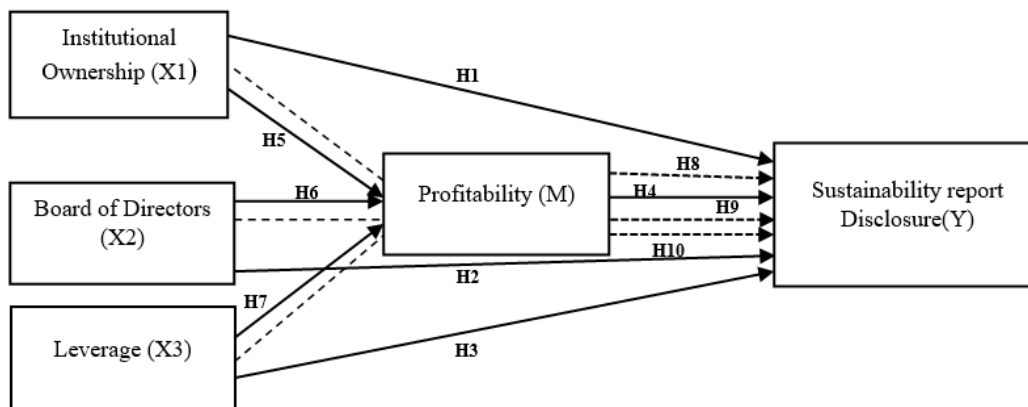 Institutional
Ownership (X1)
H1
H5
Board of Directors
(X2)
H6
Profitability (M)
H8
H4
H9
H10
Sustainability report
Disclosure(Y)
H2
H7
Leverage (X3)
H3